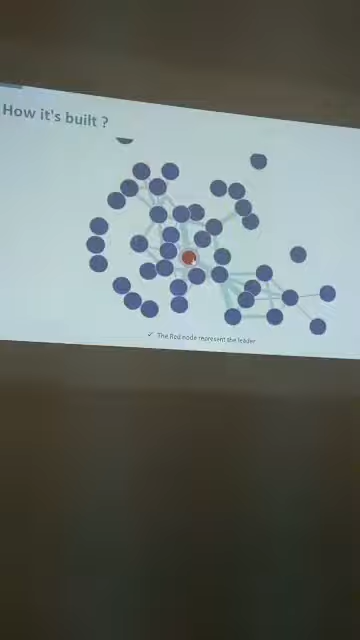 How it's built ?
✓ The Red node represent the leader